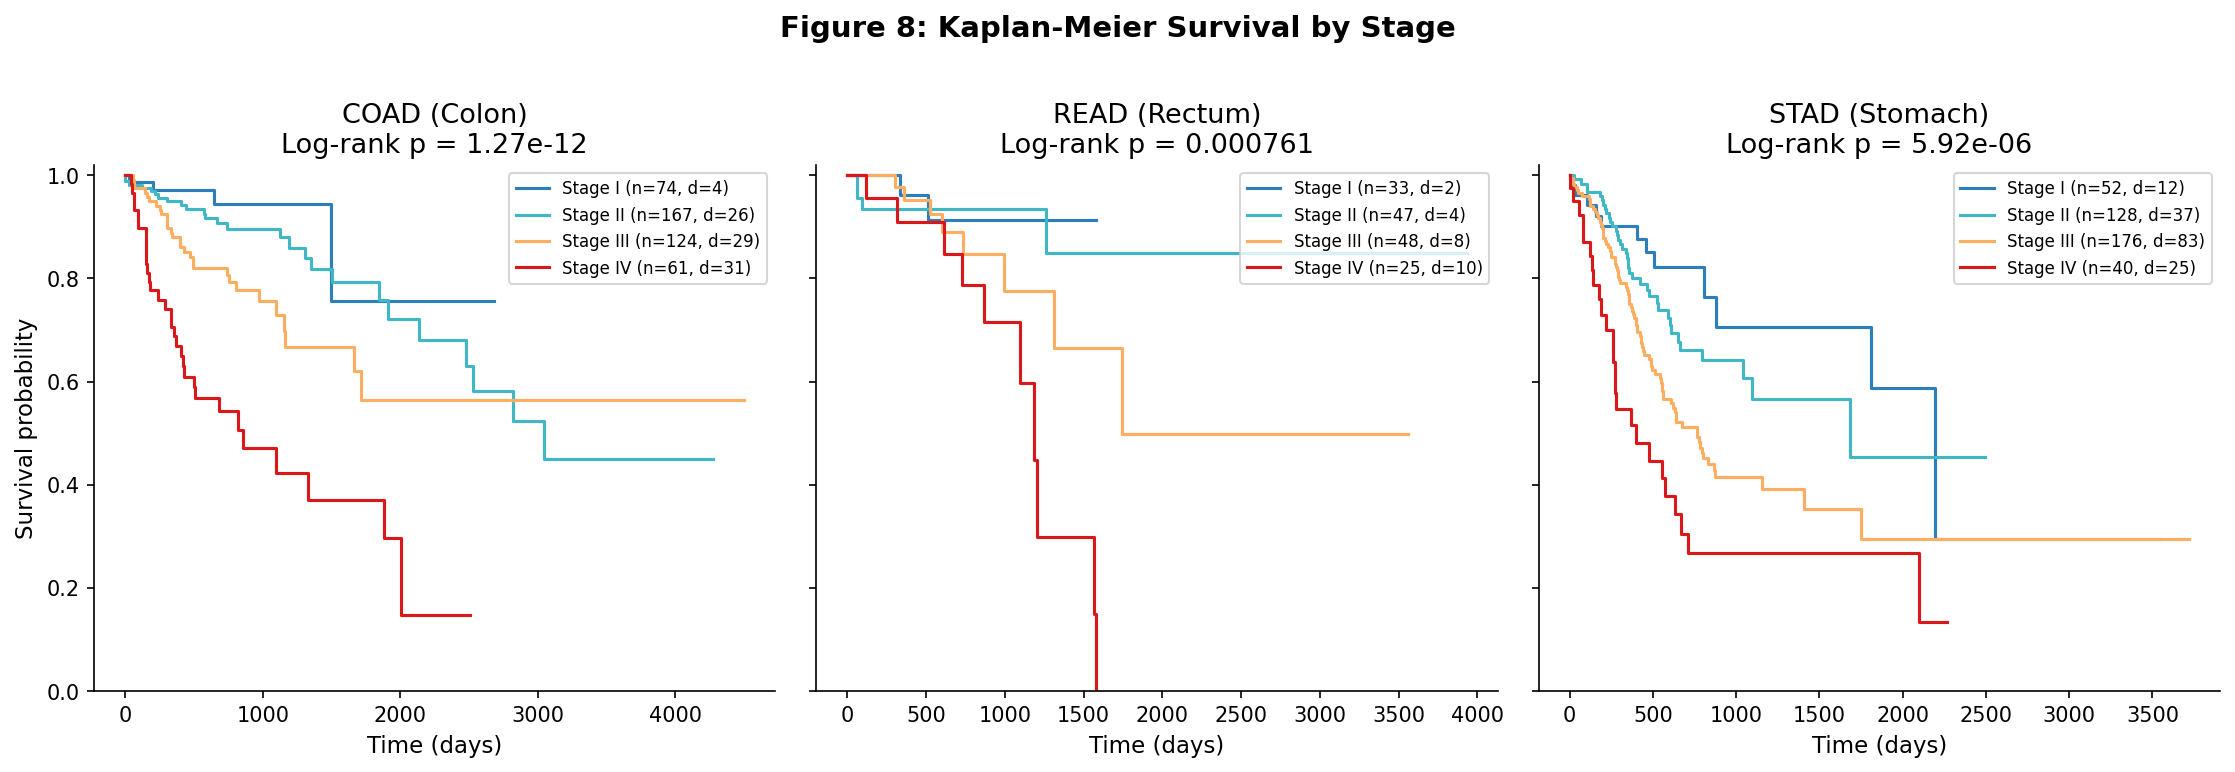 Figure 8: Kaplan-Meier Survival by Stage
COAD (Colon)
Log-rank p = 1.27e-12
Survival probability
1.0
0.8
0.6
0.4
0.2
0.0
Stage I (n=74, d=4)
Stage II (n=167, d=26)
Stage III (n=124, d=29)
Stage IV (n=61, d=31)
0 1000 2000 3000 4000
Time (days)
READ (Rectum)
Log-rank p = 0.000761
Stage I (n=33, d=2)
Stage II (n=47, d=4)
Stage III (n=48, d=8)
Stage IV (n=25, d=10)
0 500 1000 1500 2000 2500 3000 3500 4000
Time (days)
STAD (Stomach)
Log-rank p = 5.92e-06
Stage I (n=52, d=12)
Stage II (n=128, d=37)
Stage III (n=176, d=83)
Stage IV (n=40, d=25)
0 500 1000 1500 2000 2500 3000 3500
Time (days)